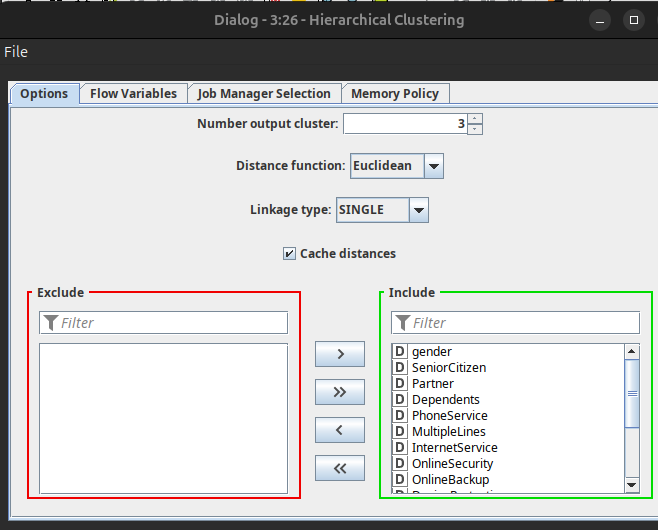 Dialog - 3:26 - Hierarchical Clustering
File
Options Flow Variables Job Manager Selection Memory Policy
Number output cluster: 3
Distance function: Euclidean
Linkage type: SINGLE
Cache distances
Exclude
Filter
>
>>
<
<<
Include
Filter
D gender
D SeniorCitizen
D Partner
D Dependents
D PhoneService
D MultipleLines
D InternetService
D OnlineSecurity
D OnlineBackup